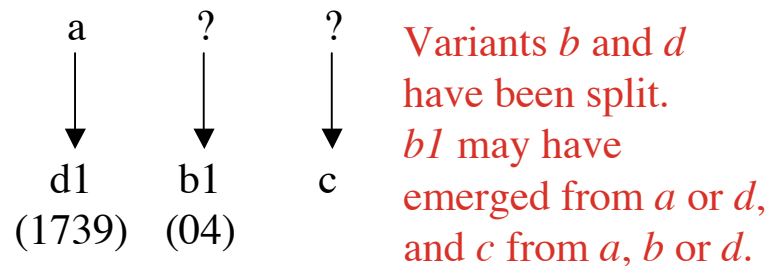 a ? ?
d1 b1 c
(1739) (04)
Variants b and d
have been split.
b1 may have
emerged from a or d,
and c from a, b or d.